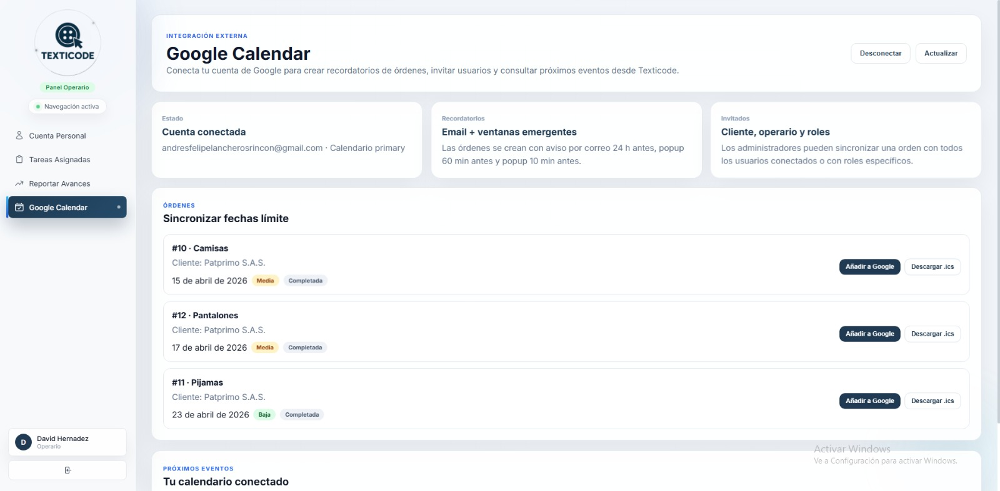 TEXTICODE
Panel Operario
Navegación activa
Cuenta Personal
Tareas Asignadas
Reportar Avances
Google Calendar
David Hernadez
D
Operario
INTEGRACIÓN EXTERNA
Google Calendar
Conecta tu cuenta de Google para crear recordatorios de órdenes, invitar usuarios y consultar próximos eventos desde Texticode.
Desconectar
Actualizar
Estado
Cuenta conectada
andresfelipelancherosrincon@gmail.com · Calendario primary
Recordatorios
Email + ventanas emergentes
Las órdenes se crean con aviso por correo 24 h antes, popup
60 min antes y popup 10 min antes.
Invitados
Cliente, operario y roles
Los administradores pueden sincronizar una orden con todos
los usuarios conectados o con roles específicos.
ÓRDENES
Sincronizar fechas límite
#10 · Camisas
Cliente: Patprimo S.A.S.
15 de abril de 2026 Media Completada
Añadir a Google Descargar .ics
#12 · Pantalones
Cliente: Patprimo S.A.S.
17 de abril de 2026 Media Completada
Añadir a Google Descargar .ics
#11 · Pijamas
Cliente: Patprimo S.A.S.
23 de abril de 2026 Baja Completada
Añadir a Google Descargar .ics
PRÓXIMOS EVENTOS
Tu calendario conectado
Activar Windows
Ve a Configuración para activar Windows.